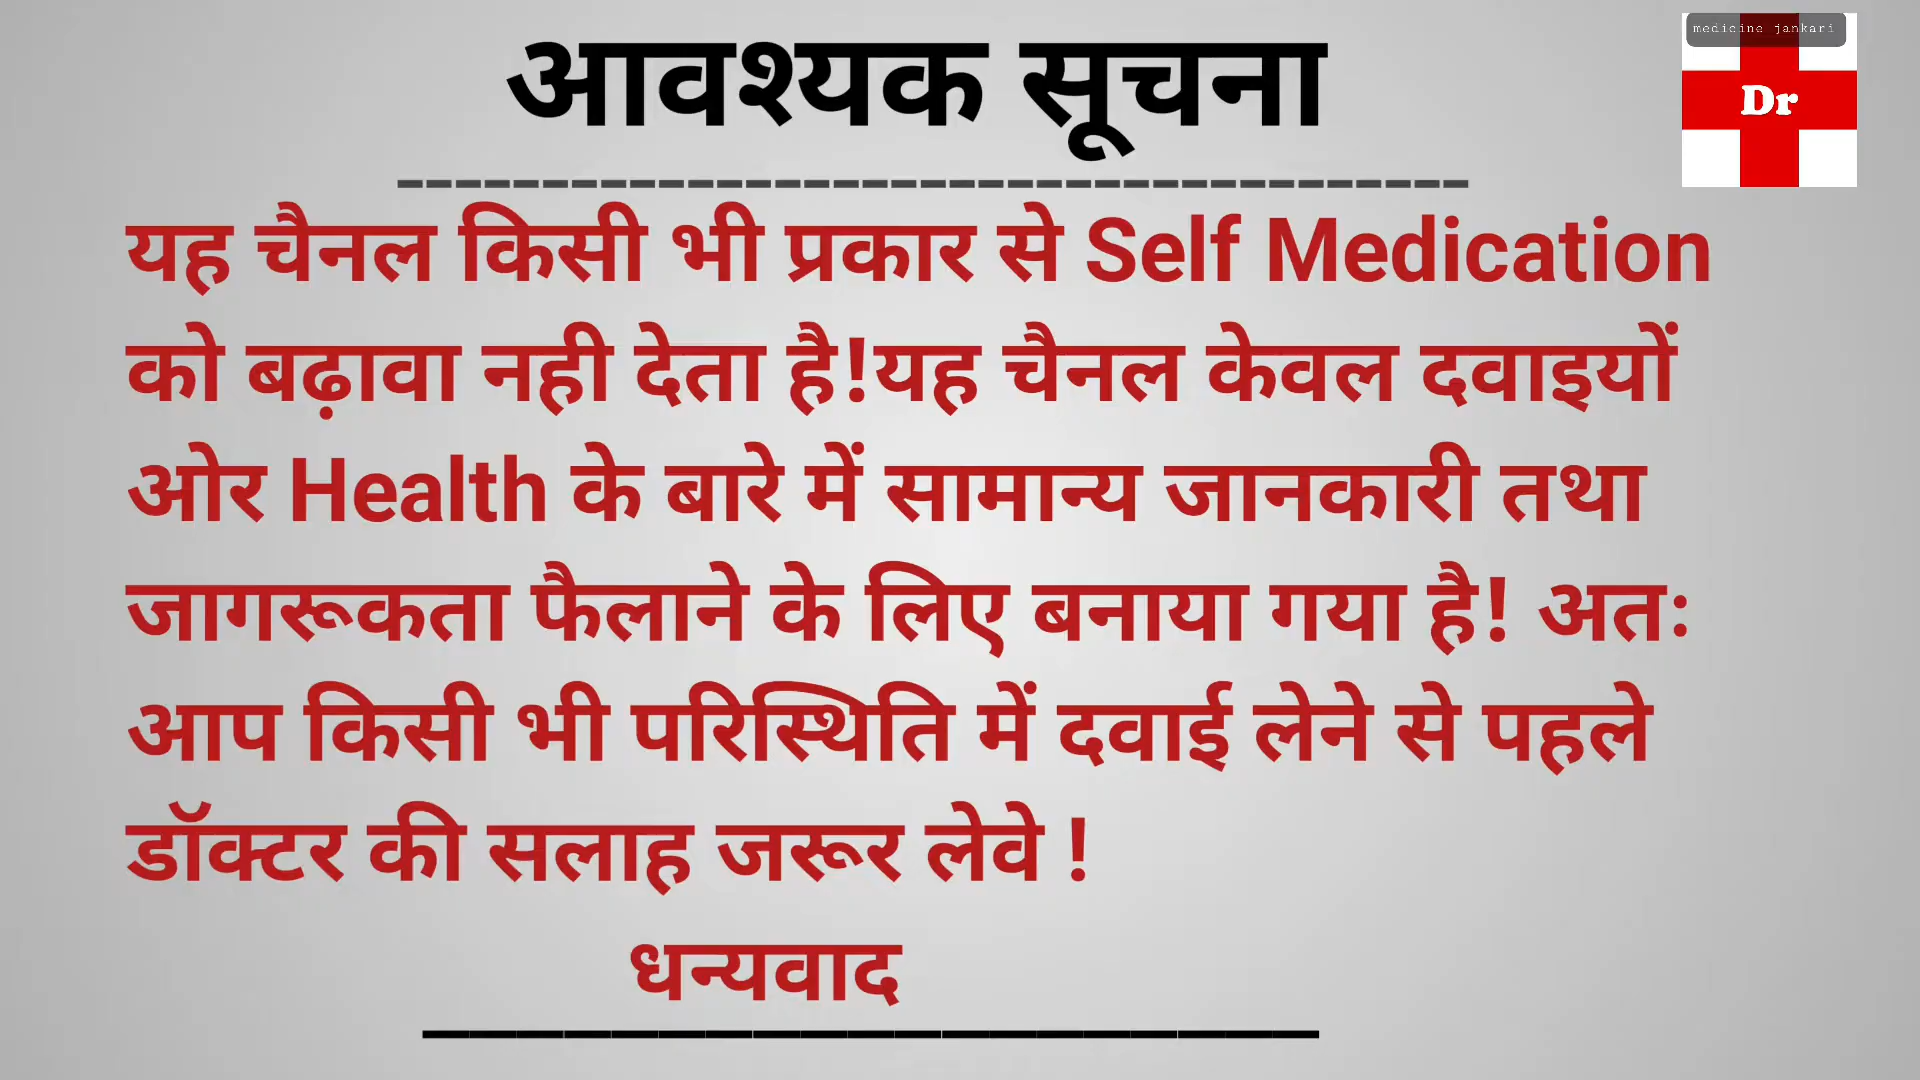 आवश्यक सूचना
medicine jankari
Dr
यह चैनल किसी भी प्रकार से Self Medication
को बढ़ावा नही देता है!यह चैनल केवल दवाइयों
ओर Health के बारे में सामान्य जानकारी तथा
जागरूकता फैलाने के लिए बनाया गया है! अतः
आप किसी भी परिस्थिति में दवाई लेने से पहले
डॉक्टर की सलाह जरूर लेवे !
धन्यवाद